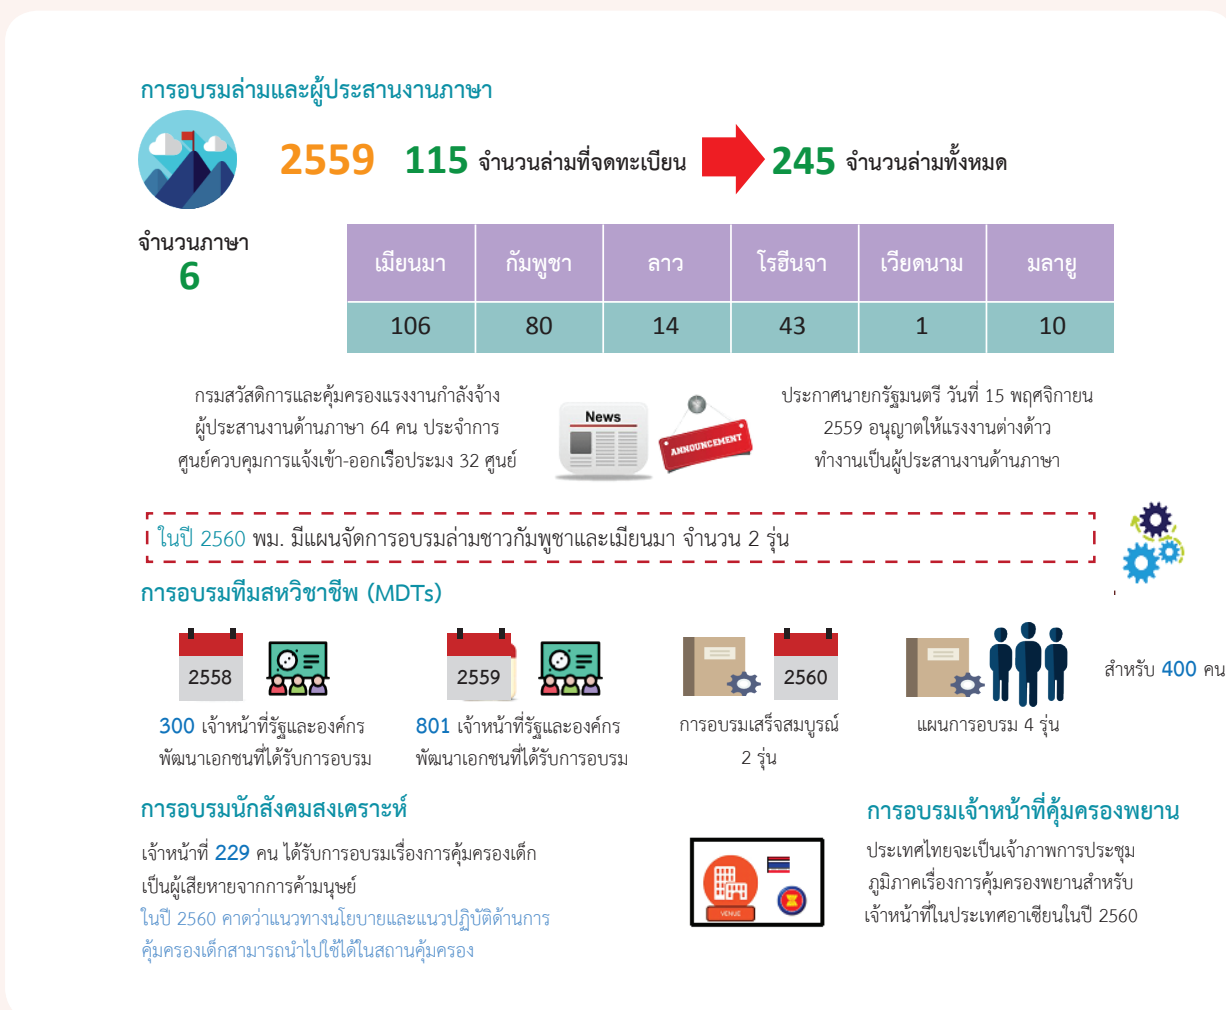 การอบรมล่ามและผู้ประสานงานภาษา
2559 115 จำนวนล่ามที่จดทะเบียน 245 จำนวนล่ามทั้งหมด
จำนวนภาษา
6
เมียนมา กัมพูชา ลาว โรฮีนจา เวียดนาม มลายู
106 80 14 43 1 10
กรมสวัสดิการและคุ้มครองแรงงานกำลังจ้าง
ผู้ประสานงานด้านภาษา 64 คน ประจำการ
ศูนย์ควบคุมการแจ้งเข้า-ออกเรือประมง 32 ศูนย์
News
ANNOUNCEMENT
ประกาศนายกรัฐมนตรี วันที่ 15 พฤศจิกายน
2559 อนุญาตให้แรงงานต่างด้าว
ทำงานเป็นผู้ประสานงานด้านภาษา
ในปี 2560 พม. มีแผนจัดการอบรมล่ามชาวกัมพูชาและเมียนมา จำนวน 2 รุ่น
การอบรมทีมสหวิชาชีพ (MDTs)
2558
300 เจ้าหน้าที่รัฐและองค์กร
พัฒนาเอกชนที่ได้รับการอบรม
2559
801 เจ้าหน้าที่รัฐและองค์กร
พัฒนาเอกชนที่ได้รับการอบรม
2560
การอบรมเสร็จสมบูรณ์
2 รุ่น
แผนการอบรม 4 รุ่น
สำหรับ 400 คน
การอบรมนักสังคมสงเคราะห์
เจ้าหน้าที่ 229 คน ได้รับการอบรมเรื่องการคุ้มครองเด็ก
เป็นผู้เสียหายจากการค้ามนุษย์
ในปี 2560 คาดว่าแนวทางนโยบายและแนวปฏิบัติด้านการ
คุ้มครองเด็กสามารถนำไปใช้ได้ในสถานคุ้มครอง
VENUE
การอบรมเจ้าหน้าที่คุ้มครองพยาน
ประเทศไทยจะเป็นเจ้าภาพการประชุม
ภูมิภาคเรื่องการคุ้มครองพยานสำหรับ
เจ้าหน้าที่ในประเทศอาเซียนในปี 2560